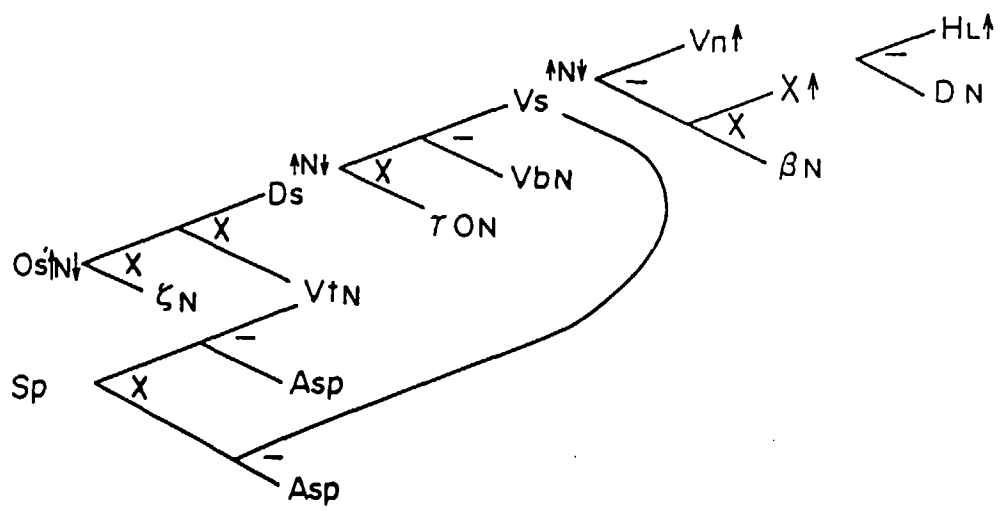 HL↑
Vn↑
↑N↓
–
–
DN
X↑
Vs
X
βN
–
↑N↓
X
VbN
Ds
τON
X
Os'↑N↓
X
ζN
VtN
–
Sp
X
Asp
–
Asp